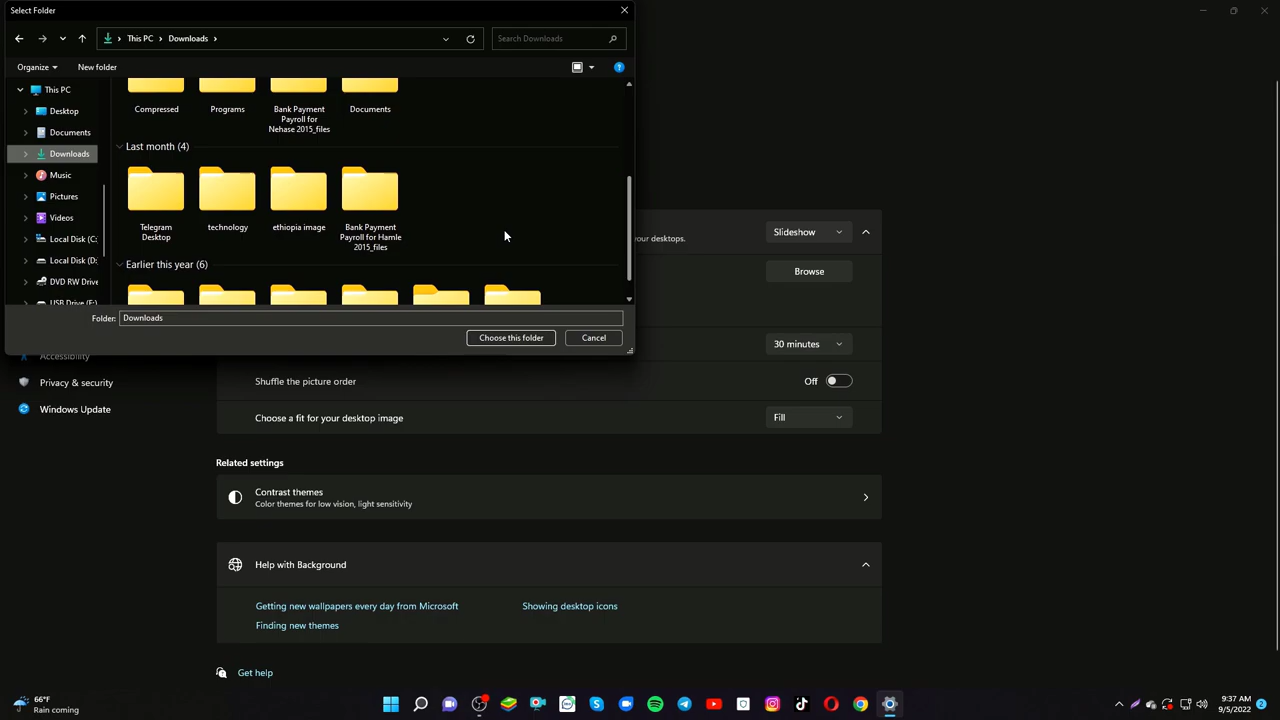 Select Folder
This PC > Downloads >
Search Downloads
Organize
New folder
This PC
Desktop
Documents
Downloads
Music
Pictures
Videos
Local Disk (C:
Local Disk (D:
DVD RW Drive
USB Drive (F:)
Compressed
Programs
Bank Payment
Payroll for
Nehase 2015_files
Documents
Last month (4)
Telegram
Desktop
technology
ethiopia image
Bank Payment
Payroll for Hamle
2015_files
Earlier this year (6)
Folder:
Downloads
Choose this folder
Cancel
your desktops.
Slideshow
Browse
30 minutes
Accessibility
Privacy & security
Windows Update
Shuffle the picture order
Off
Choose a fit for your desktop image
Fill
Related settings
Contrast themes
Color themes for low vision, light sensitivity
Help with Background
Getting new wallpapers every day from Microsoft
Showing desktop icons
Finding new themes
Get help
66°F
Rain coming
9:37 AM
9/5/2022
2